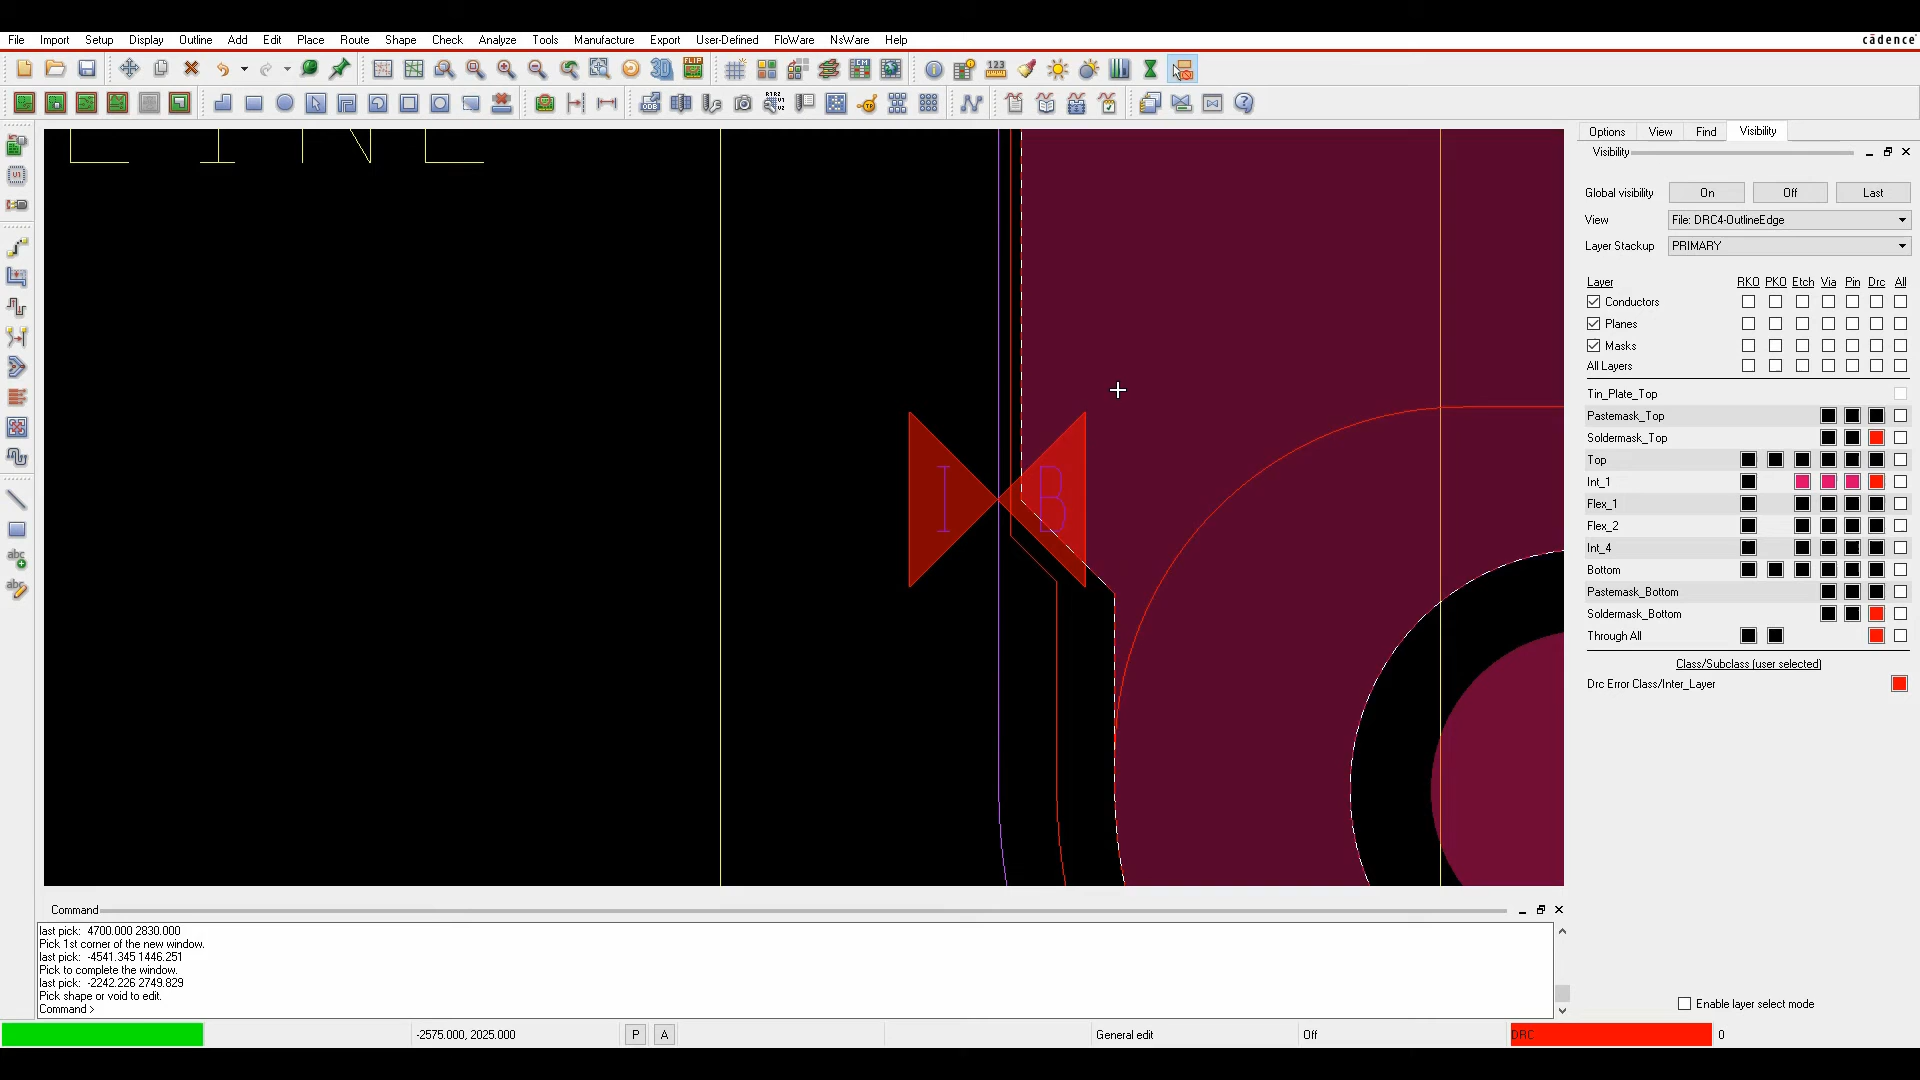 File Import Setup Display Outline Add Edit Place Route Shape Check Analyze Tools Manufacture Export User-Defined FloWare NsWare Help
cādence
3D FLIP 123
L I N E
I B
Options View Find Visibility
Visibility
Global visibility On Off Last
View File: DRC4-OutlineEdge
Layer Stackup PRIMARY
Layer RKO PKO Etch Via Pin Drc All
Conductors
Planes
Masks
All Layers
Tin_Plate_Top
Pastemask_Top
Soldermask_Top
Top
Int_1
Flex_1
Flex_2
Int_4
Bottom
Pastemask_Bottom
Soldermask_Bottom
Through All
Class/Subclass (user selected)
Drc Error Class/Inter_Layer
Enable layer select mode
Command
last pick:  4700.000 2830.000
Pick 1st corner of the new window.
last pick:  -4541.345 1446.251
Pick to complete the window.
last pick:  -2242.226 2749.829
Pick shape or void to edit.
Command >
-2575.000, 2025.000 P A General edit Off DRC 0